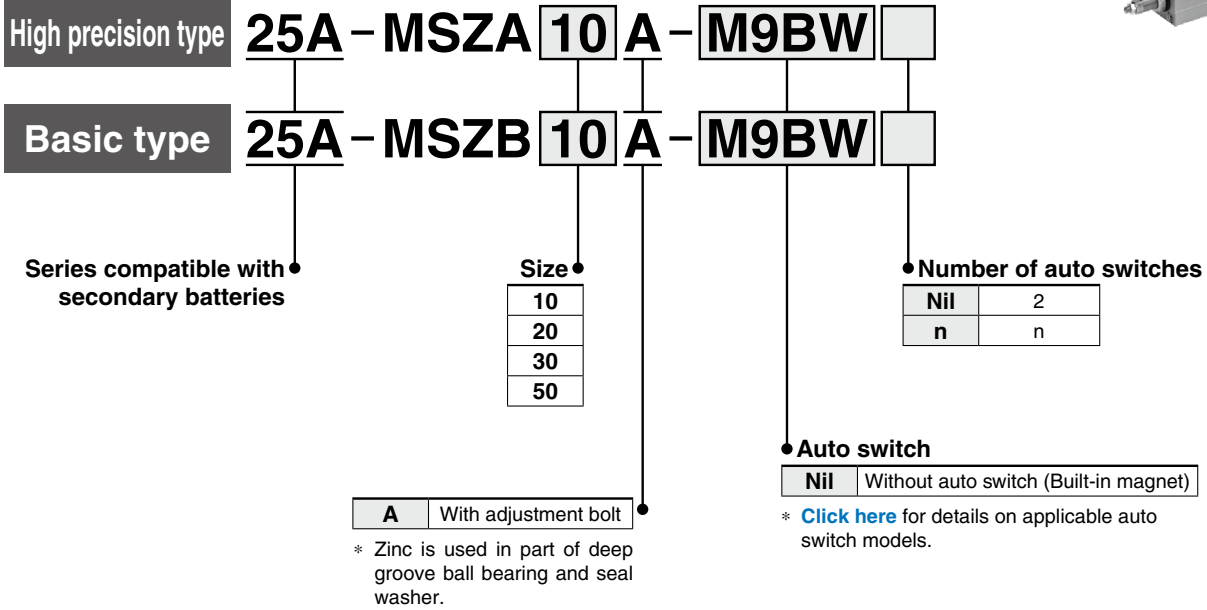 High precision type 25A-MSZA 10 A-M9BW
Basic type 25A-MSZB 10 A-M9BW
Series compatible with
secondary batteries
Size
10
20
30
50
Number of auto switches
Nil 2
n n
Auto switch
Nil Without auto switch (Built-in magnet)
* Click here for details on applicable auto
switch models.
A With adjustment bolt
* Zinc is used in part of deep
groove ball bearing and seal
washer.